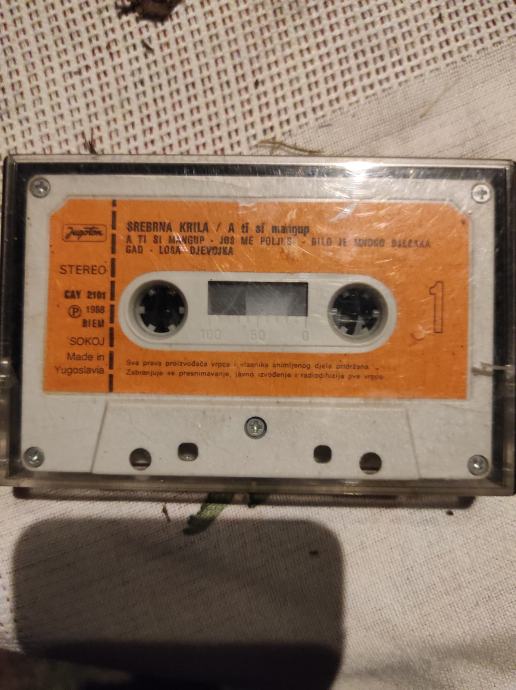 Jugoton
SREBRNA KRILA / A ti si mangup
A TI SI MANGUP - JOŠ ME POLJUBI - BILO JE MNOGO DJEČAKA
GAD - LOŠA DJEVOJKA
STEREO
CAY 2101
Ⓟ 1988
BIEM
SOKOJ
Made in
Yugoslavia
100 50 0
1
Sva prava proizvođača vrpce i vlasnika snimljenog djela pridržana.
Zabranjuje se presnimavanje, javno izvođenje i radiodifuzija ove vrpce